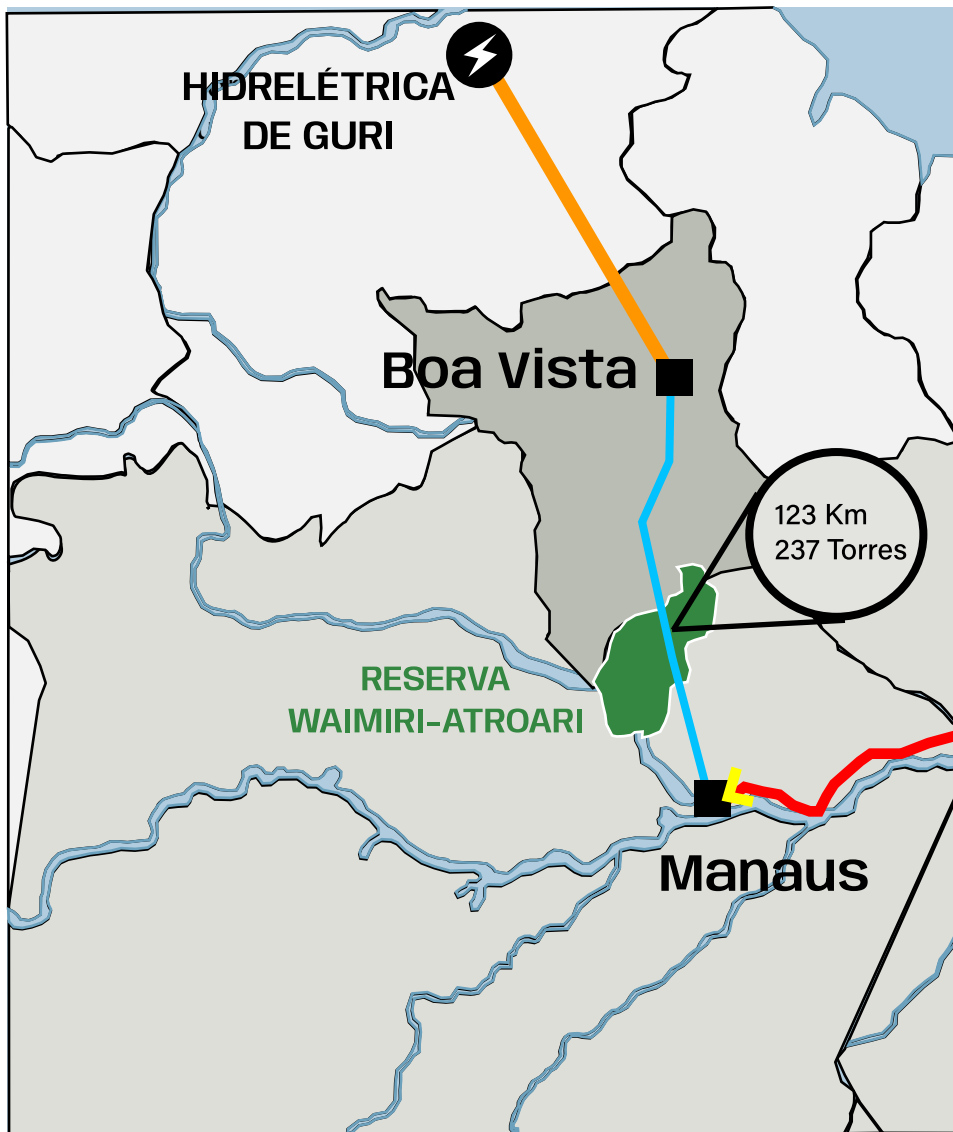 HIDRELÉTRICA
DE GURI
Boa Vista
123 Km
237 Torres
RESERVA
WAIMIRI-ATROARI
Manaus